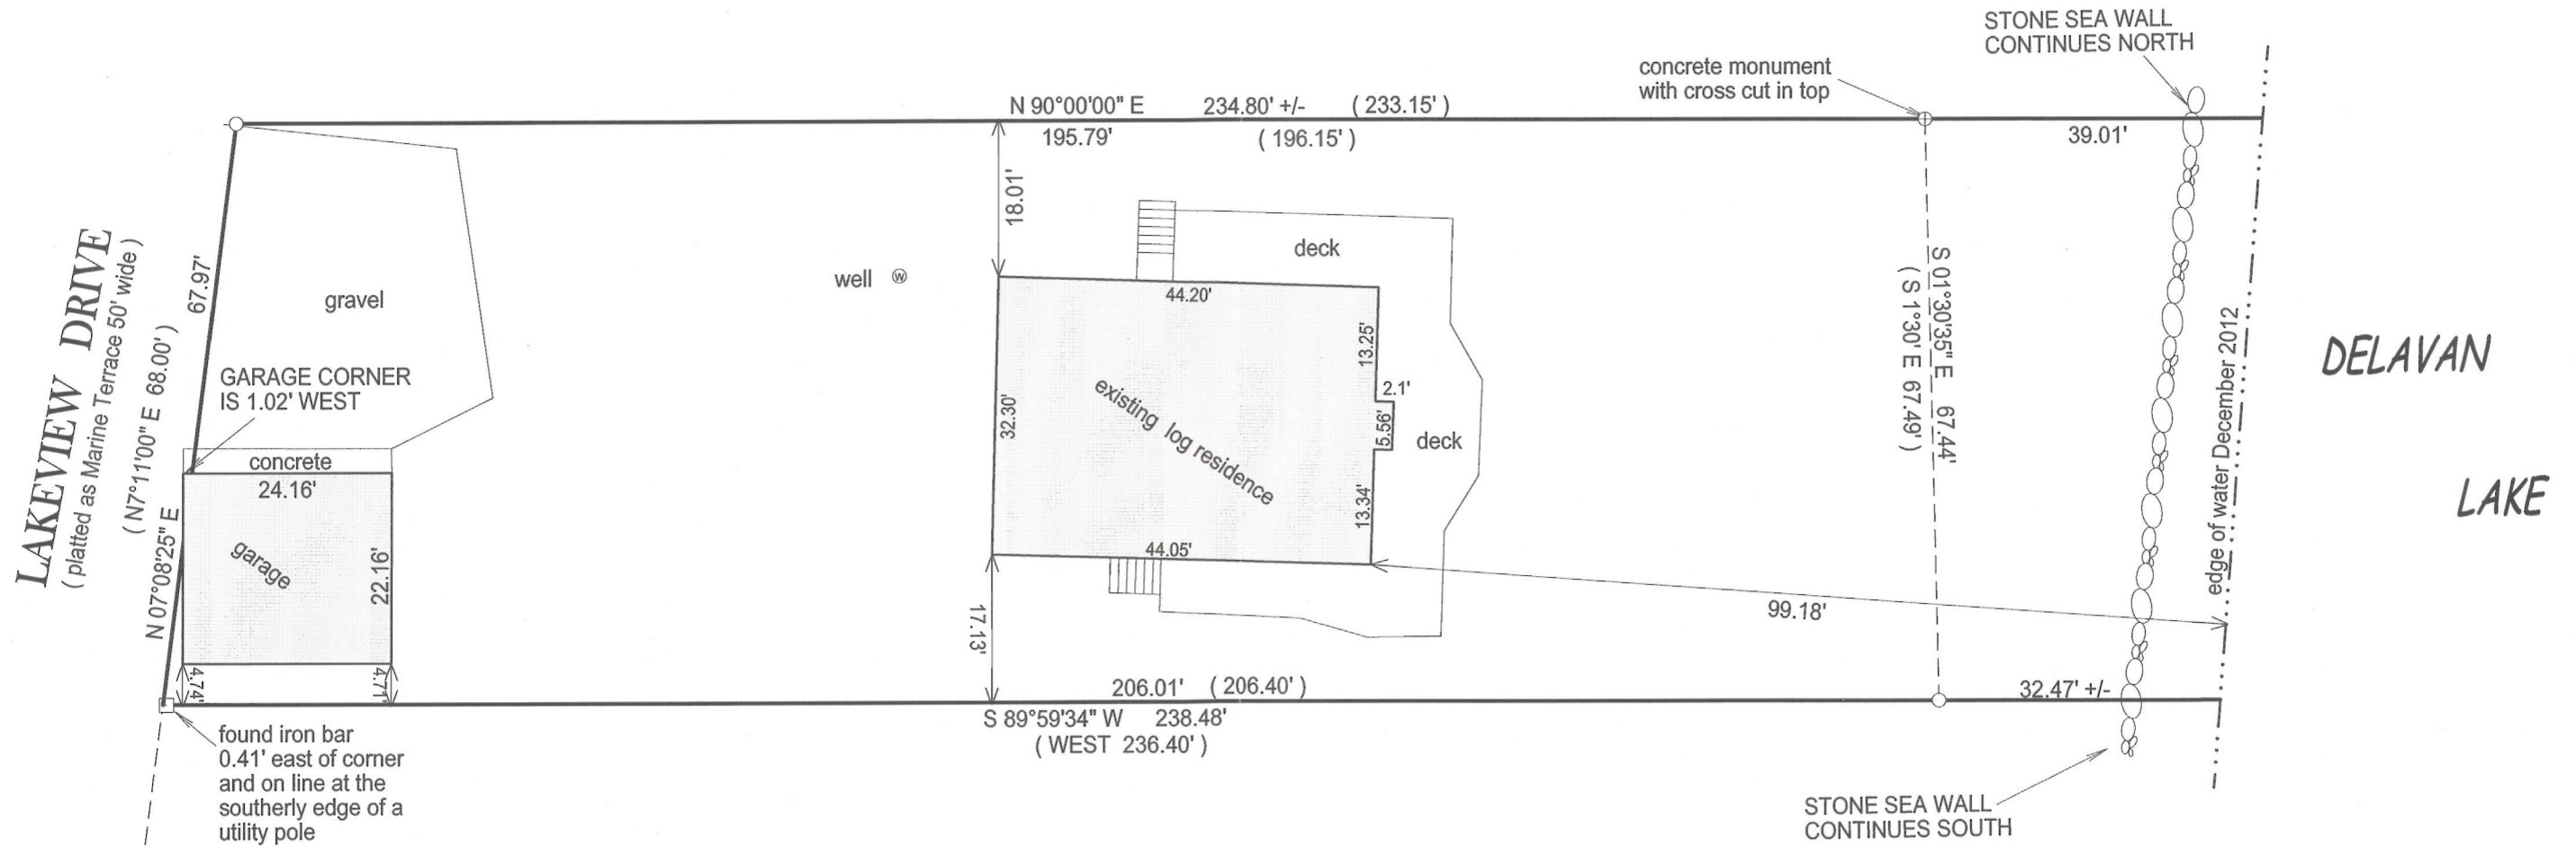 STONE SEA WALL
CONTINUES NORTH
concrete monument
with cross cut in top
N 90°00'00" E 234.80' +/- ( 233.15' )
195.79' ( 196.15' )
39.01'
18.01'
LAKEVIEW DRIVE
( platted as Marine Terrace 50' wide )
( N7°11'00" E 68.00' )
N 07°08'25" E
67.97'
gravel
well W
deck
44.20'
13.25'
2.1'
5.56'
deck
13.34'
32.30'
existing log residence
44.05'
S 01°30'35" E 67.44'
( S 1°30' E 67.49' )
edge of water December 2012
DELAVAN
LAKE
GARAGE CORNER
IS 1.02' WEST
concrete
24.16'
garage
22.16'
4.74'
4.71'
17.13'
99.18'
206.01' ( 206.40' )
32.47' +/-
S 89°59'34" W 238.48'
( WEST 236.40' )
found iron bar
0.41' east of corner
and on line at the
southerly edge of a
utility pole
STONE SEA WALL
CONTINUES SOUTH